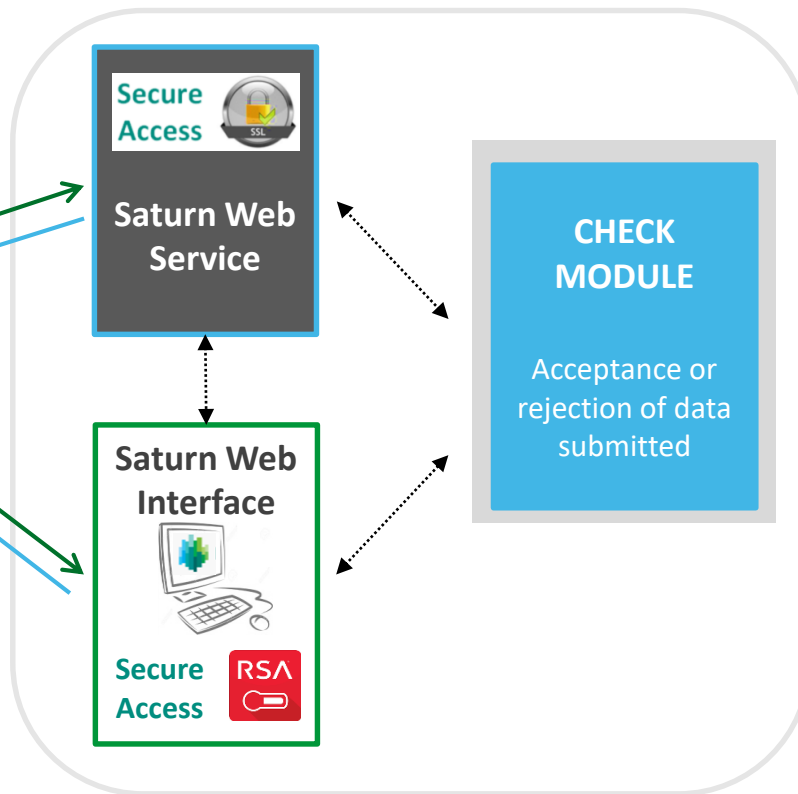 Secure
Access
SSL
Saturn Web
Service
CHECK
MODULE
Acceptance or
rejection of data
submitted
Saturn Web
Interface
Secure
Access
RSA